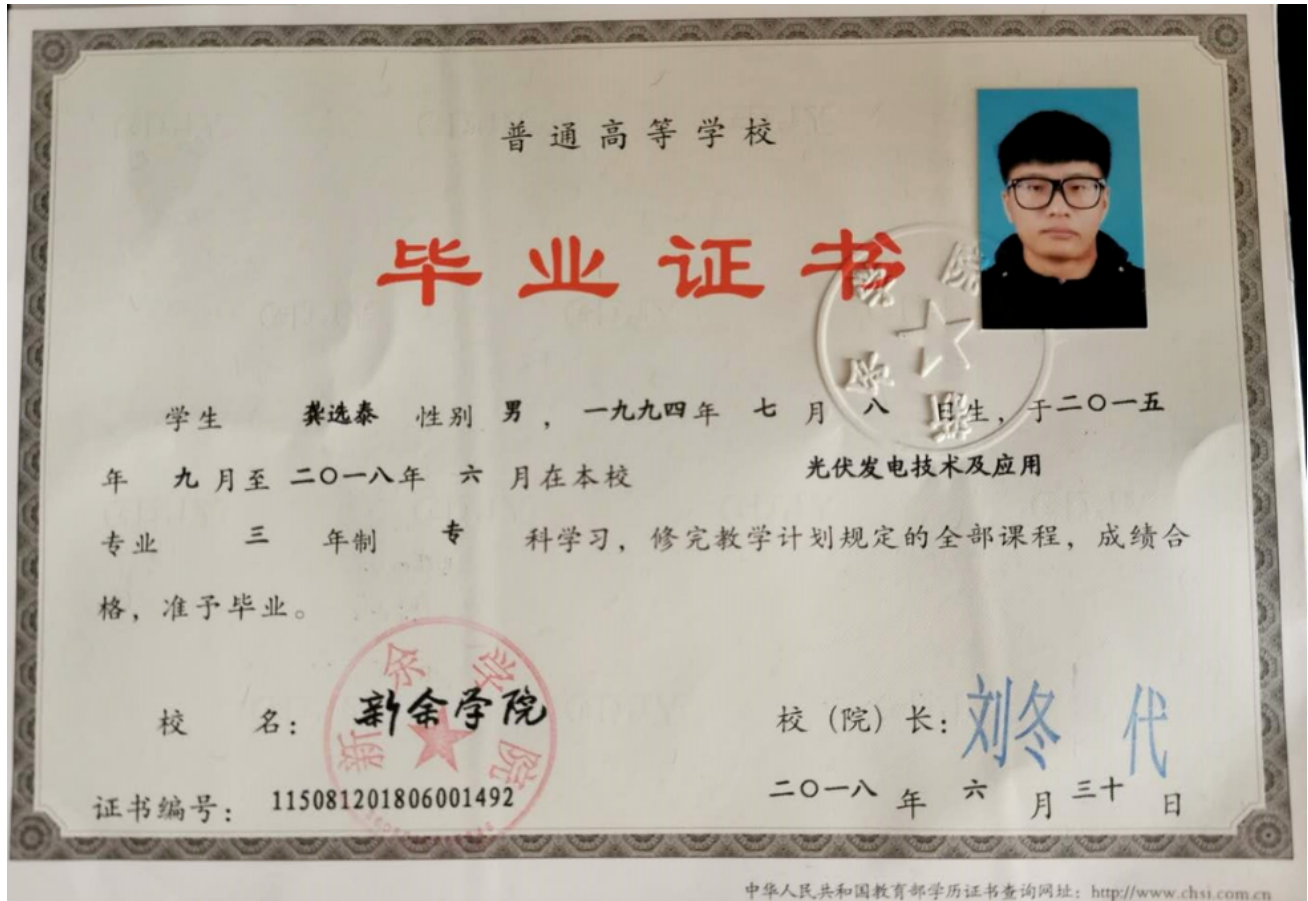 普通高等学校
毕业证书
学生 龚选泰 性别 男 ，一九九四年 七 月 八 日生，于二〇一五
年 九 月至 二〇一八年 六 月在本校 光伏发电技术及应用
专业 三 年制 专 科学习，修完教学计划规定的全部课程，成绩合
格，准予毕业。
新余学院
校 名： 新余学院
校（院）长：刘冬 代
证书编号： 115081201806001492
二〇一八 年 六 月 三十 日
中华人民共和国教育部学历证书查询网址：http://www.chsi.com.cn